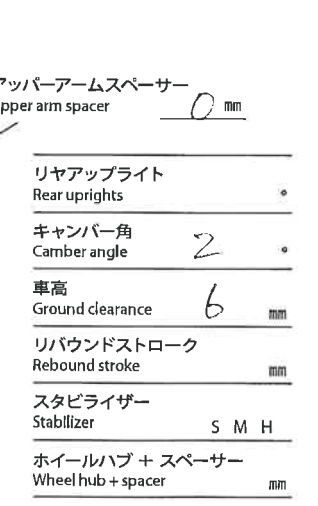 アッパーアームスペーサー
pper arm spacer 0 mm
リヤアップライト
Rear uprights °
キャンバー角
Camber angle 2 °
車高
Ground clearance 6 mm
リバウンドストローク
Rebound stroke mm
スタビライザー
Stabilizer S M H
ホイールハブ + スペーサー
Wheel hub + spacer mm